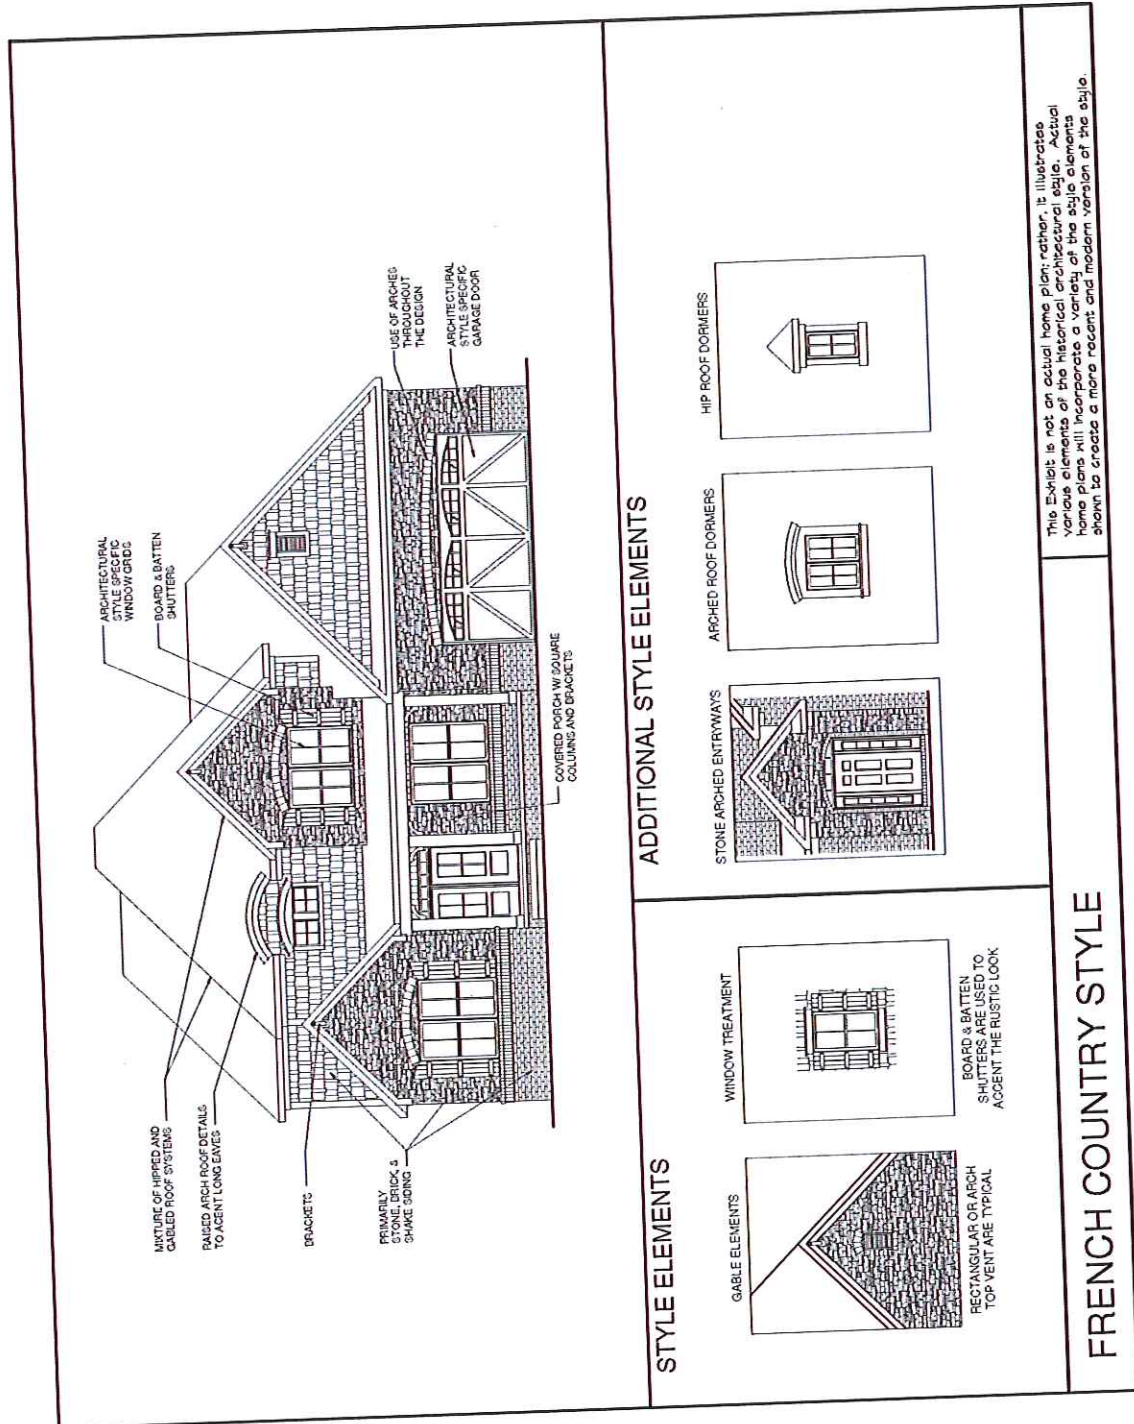 MIXTURE OF HIPPED AND
GABLED ROOF SYSTEMS
RAISED ARCH ROOF DETAILS
TO AGENT LONG EAVES
BRACKETS
PRIMARILY
STONE, BRICK, &
SHAKE SIDING
ARCHITECTURAL
STYLE SPECIFIC
WINDOW GRIDS
BOARD & BATTEN
SHUTTERS
USE OF ARCHES
THROUGHOUT
THE DESIGN
ARCHITECTURAL
STYLE SPECIFIC
GARAGE DOOR
COVERED PORCH W/ SQUARE
COLUMNS AND BRACKETS
STYLE ELEMENTS
GABLE ELEMENTS
RECTANGULAR OR ARCH
TOP VENT ARE TYPICAL
WINDOW TREATMENT
BOARD & BATTEN
SHUTTERS ARE USED TO
ACCENT THE RUSTIC LOOK
ADDITIONAL STYLE ELEMENTS
STONE ARCHED ENTRYWAYS
ARCHED ROOF DORMERS
HIP ROOF DORMERS
FRENCH COUNTRY STYLE
This Exhibit is not an actual home plan; rather, it illustrates
various elements of the historical architectural style. Actual
home plans will incorporate a variety of the style elements
shown to create a more recent and modern version of the style.